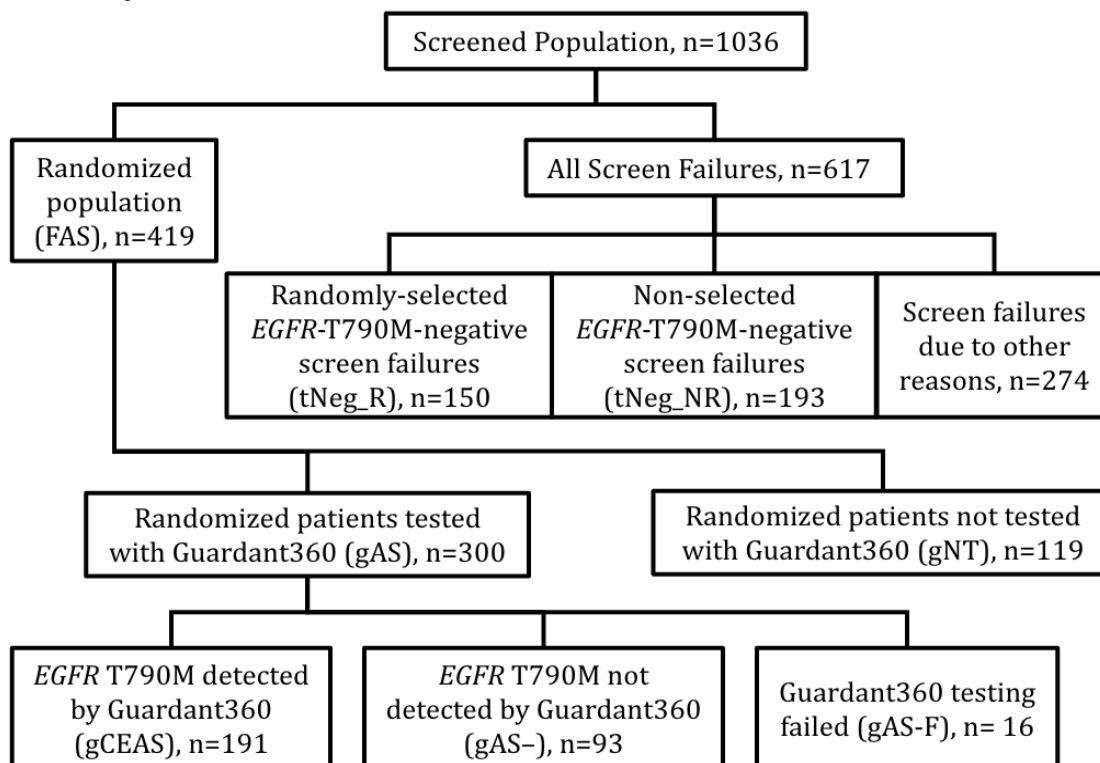 Screened Population, n=1036
Randomized
population
(FAS), n=419
All Screen Failures, n=617
Randomly-selected
EGFR-T790M-negative
screen failures
(tNeg_R), n=150
Non-selected
EGFR-T790M-negative
screen failures
(tNeg_NR), n=193
Screen failures
due to other
reasons, n=274
Randomized patients tested
with Guardant360 (gAS), n=300
Randomized patients not tested
with Guardant360 (gNT), n=119
EGFR T790M detected
by Guardant360
(gCEAS), n=191
EGFR T790M not
detected by Guardant360
(gAS–), n=93
Guardant360 testing
failed (gAS-F), n= 16